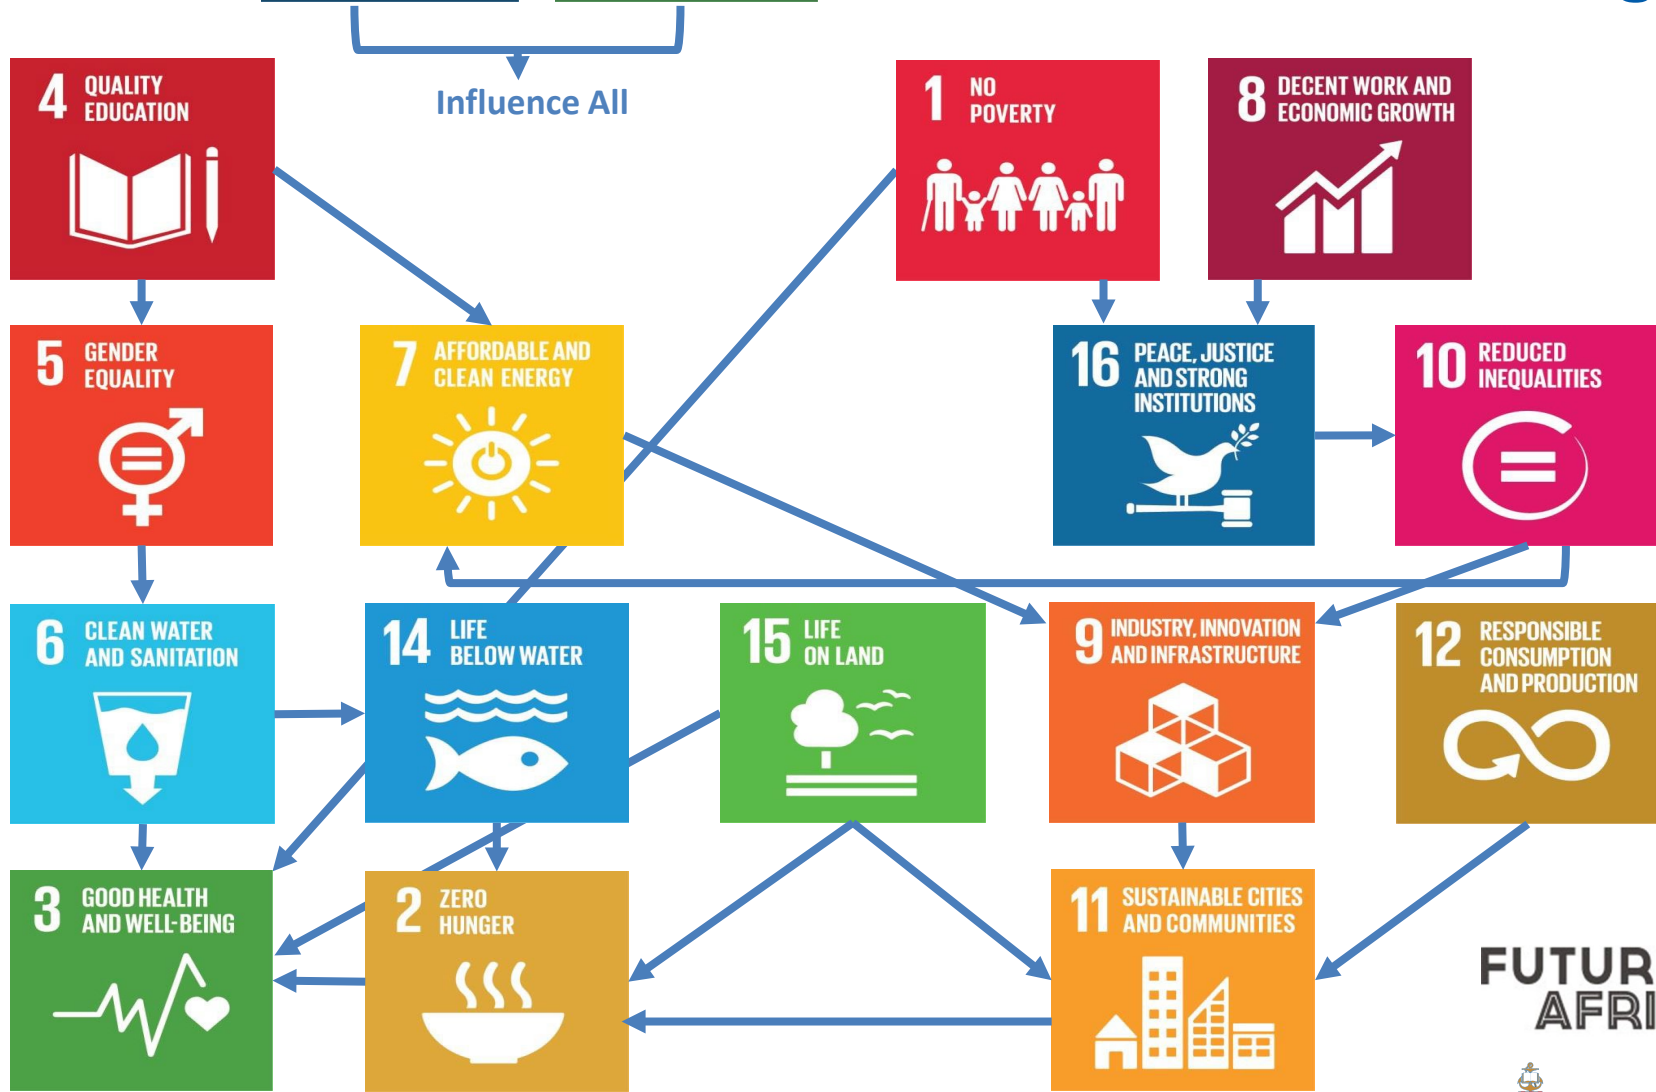 Influence All
4 QUALITY
EDUCATION
1 NO
POVERTY
8 DECENT WORK AND
ECONOMIC GROWTH
5 GENDER
EQUALITY
7 AFFORDABLE AND
CLEAN ENERGY
16 PEACE, JUSTICE
AND STRONG
INSTITUTIONS
10 REDUCED
INEQUALITIES
6 CLEAN WATER
AND SANITATION
14 LIFE
BELOW WATER
15 LIFE
ON LAND
9 INDUSTRY, INNOVATION
AND INFRASTRUCTURE
12 RESPONSIBLE
CONSUMPTION
AND PRODUCTION
3 GOOD HEALTH
AND WELL-BEING
2 ZERO
HUNGER
11 SUSTAINABLE CITIES
AND COMMUNITIES
FUTUR
AFRI